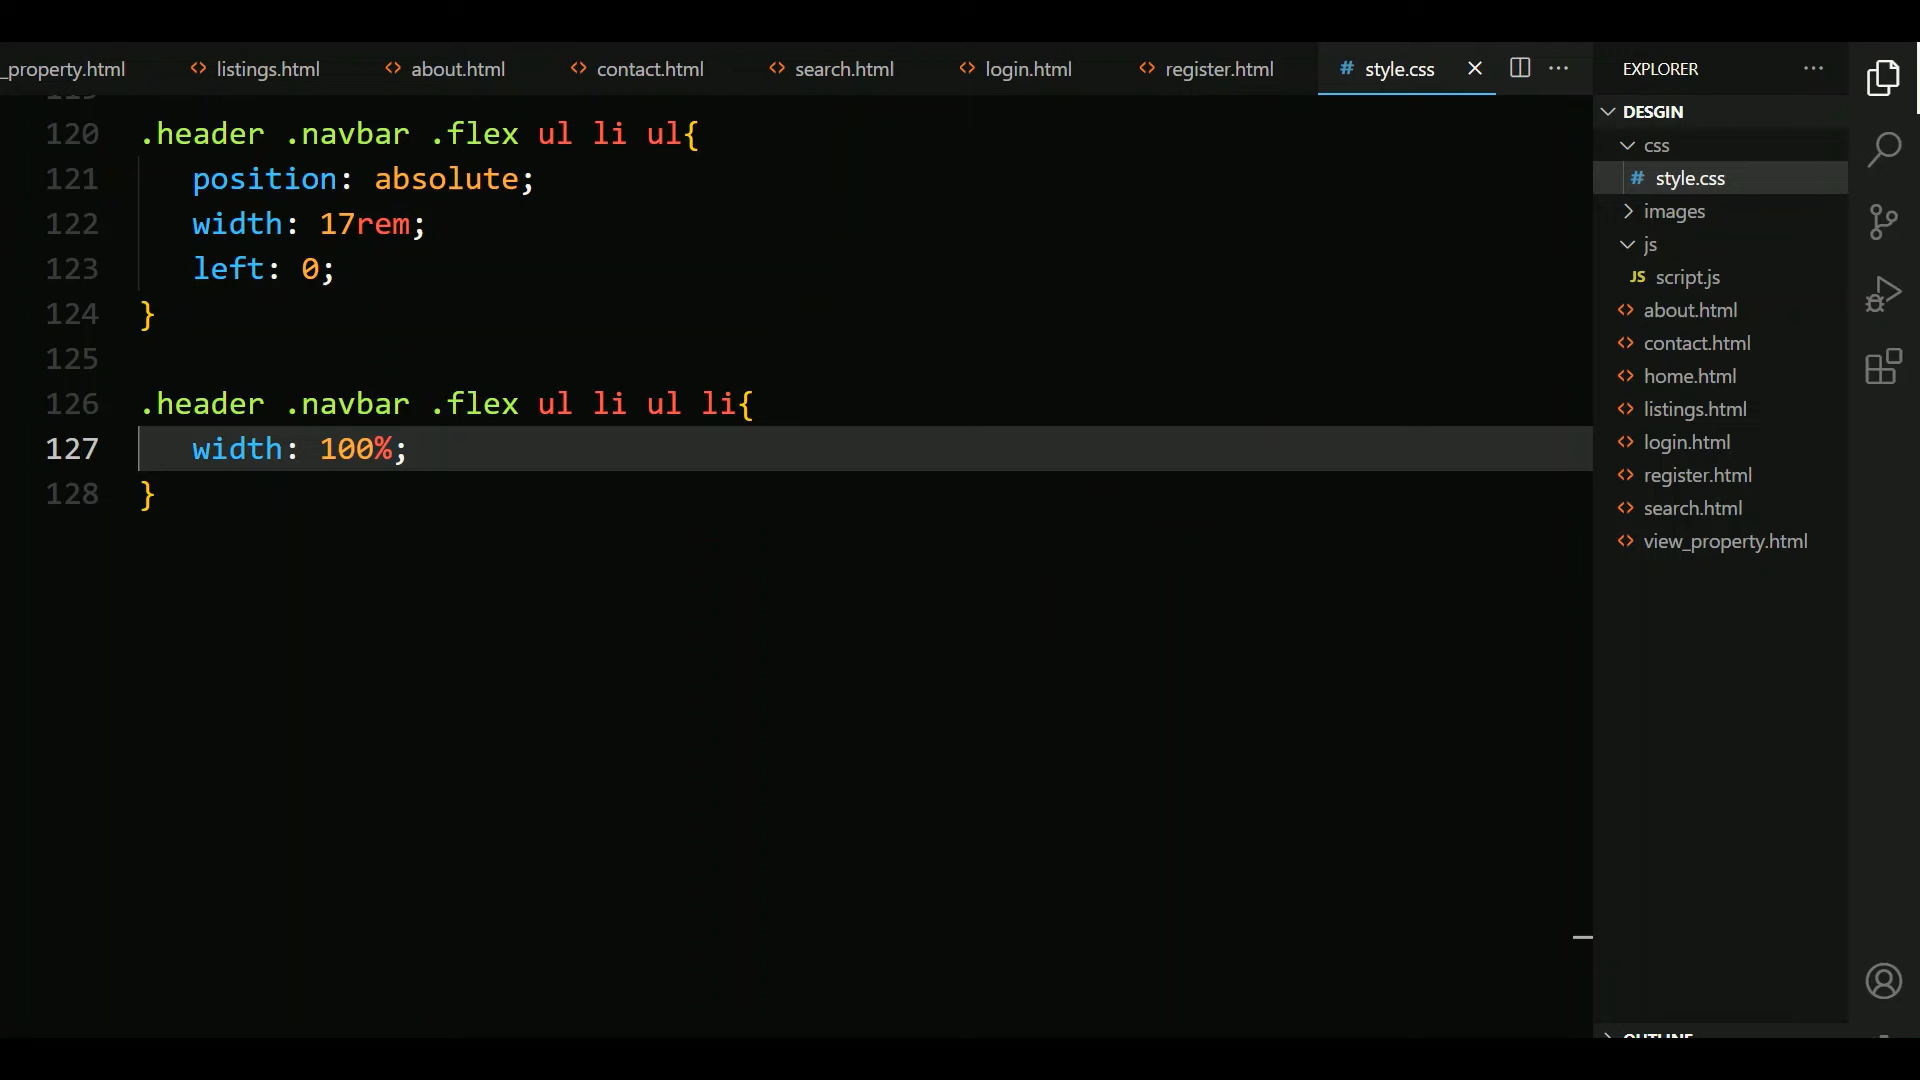 _property.html
listings.html
about.html
contact.html
search.html
login.html
register.html
# style.css
EXPLORER
120 .header .navbar .flex ul li ul{
121 position: absolute;
122 width: 17rem;
123 left: 0;
124 }
125
126 .header .navbar .flex ul li ul li{
127 width: 100%;
128 }
DESGIN
css
# style.css
images
js
JS script.js
about.html
contact.html
home.html
listings.html
login.html
register.html
search.html
view_property.html
OUTLINE